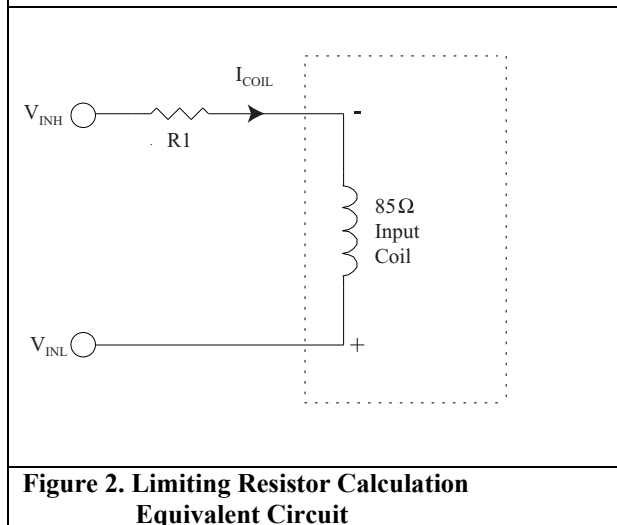 I_COIL
V_INH
-
R1
85Ω
Input
Coil
V_INL
+
Figure 2. Limiting Resistor Calculation
Equivalent Circuit